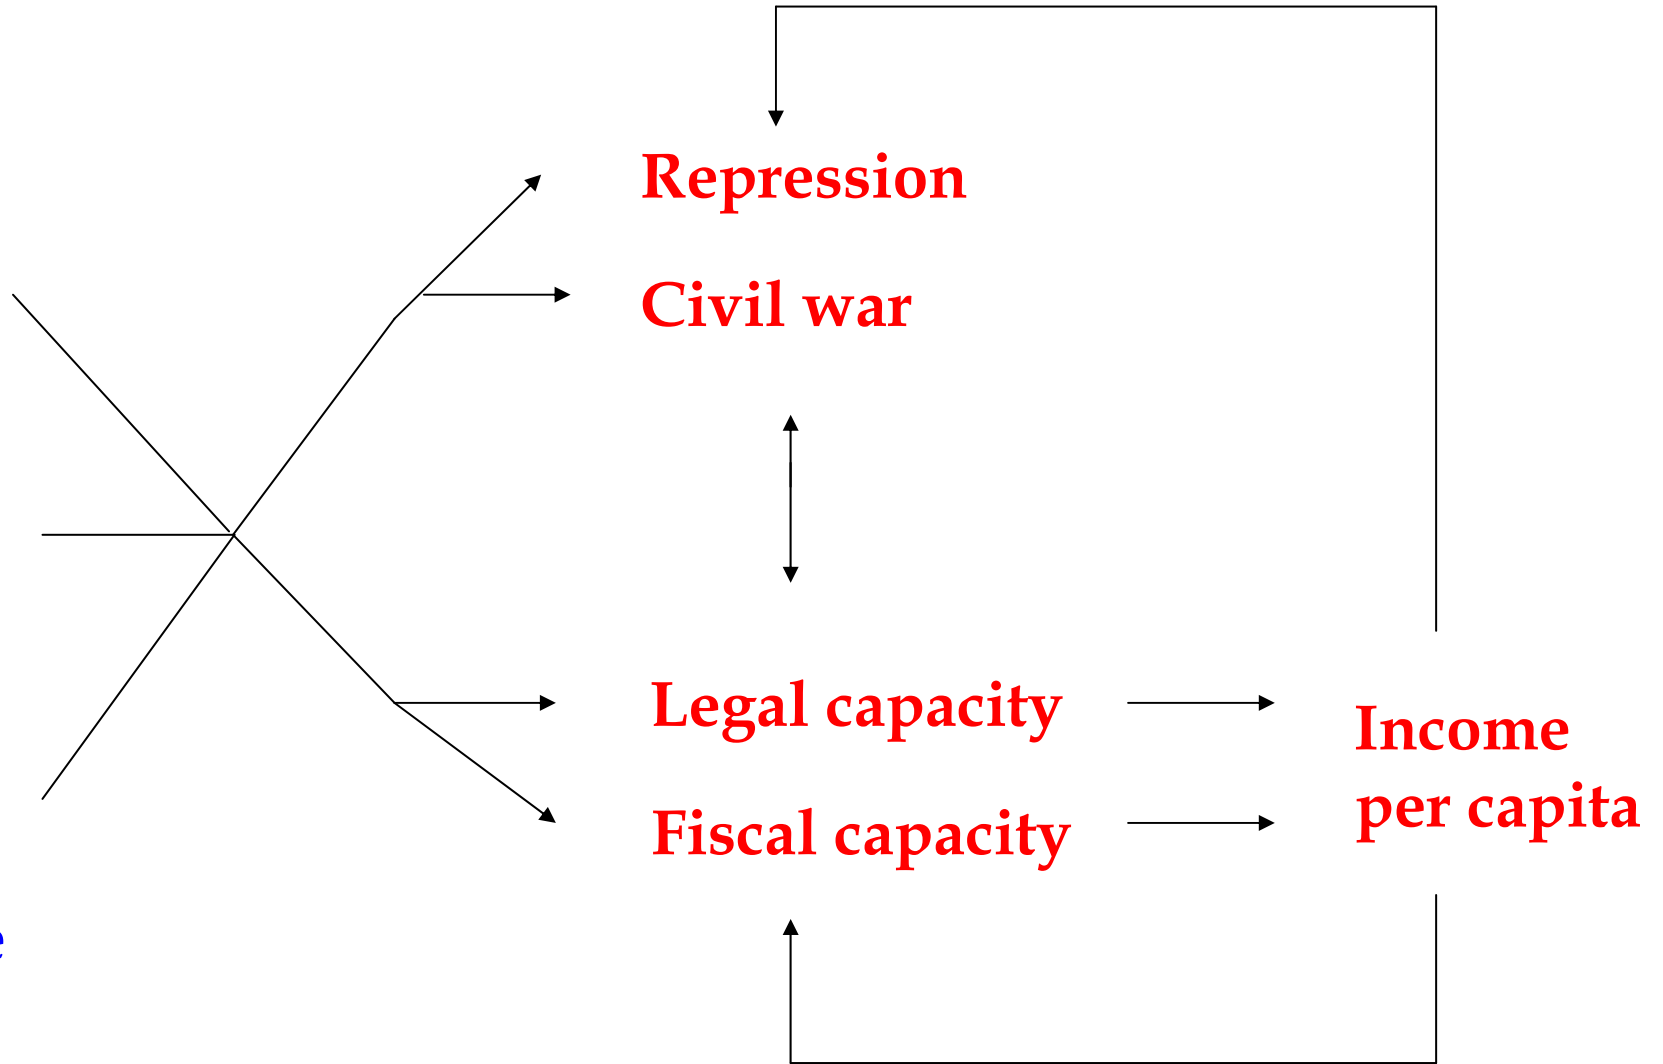 Repression
Civil war
Legal capacity
Income
per capita
Fiscal capacity
e